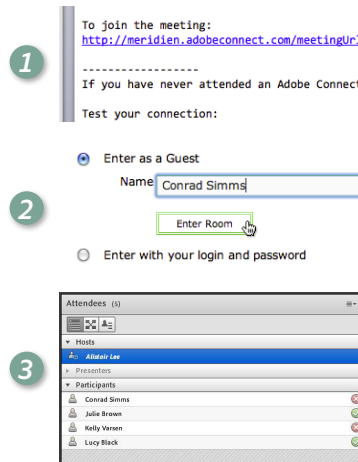 1
To join the meeting:
http://meridien.adobeconnect.com/meetingUrl
-----------------
If you have never attended an Adobe Connect
Test your connection:
2
Enter as a Guest
Name Conrad Simms
Enter Room
Enter with your login and password
3
Attendees (5)
Hosts
Alistair Lee
Presenters
Participants
Conrad Simms
Julie Brown
Kelly Varsen
Lucy Black